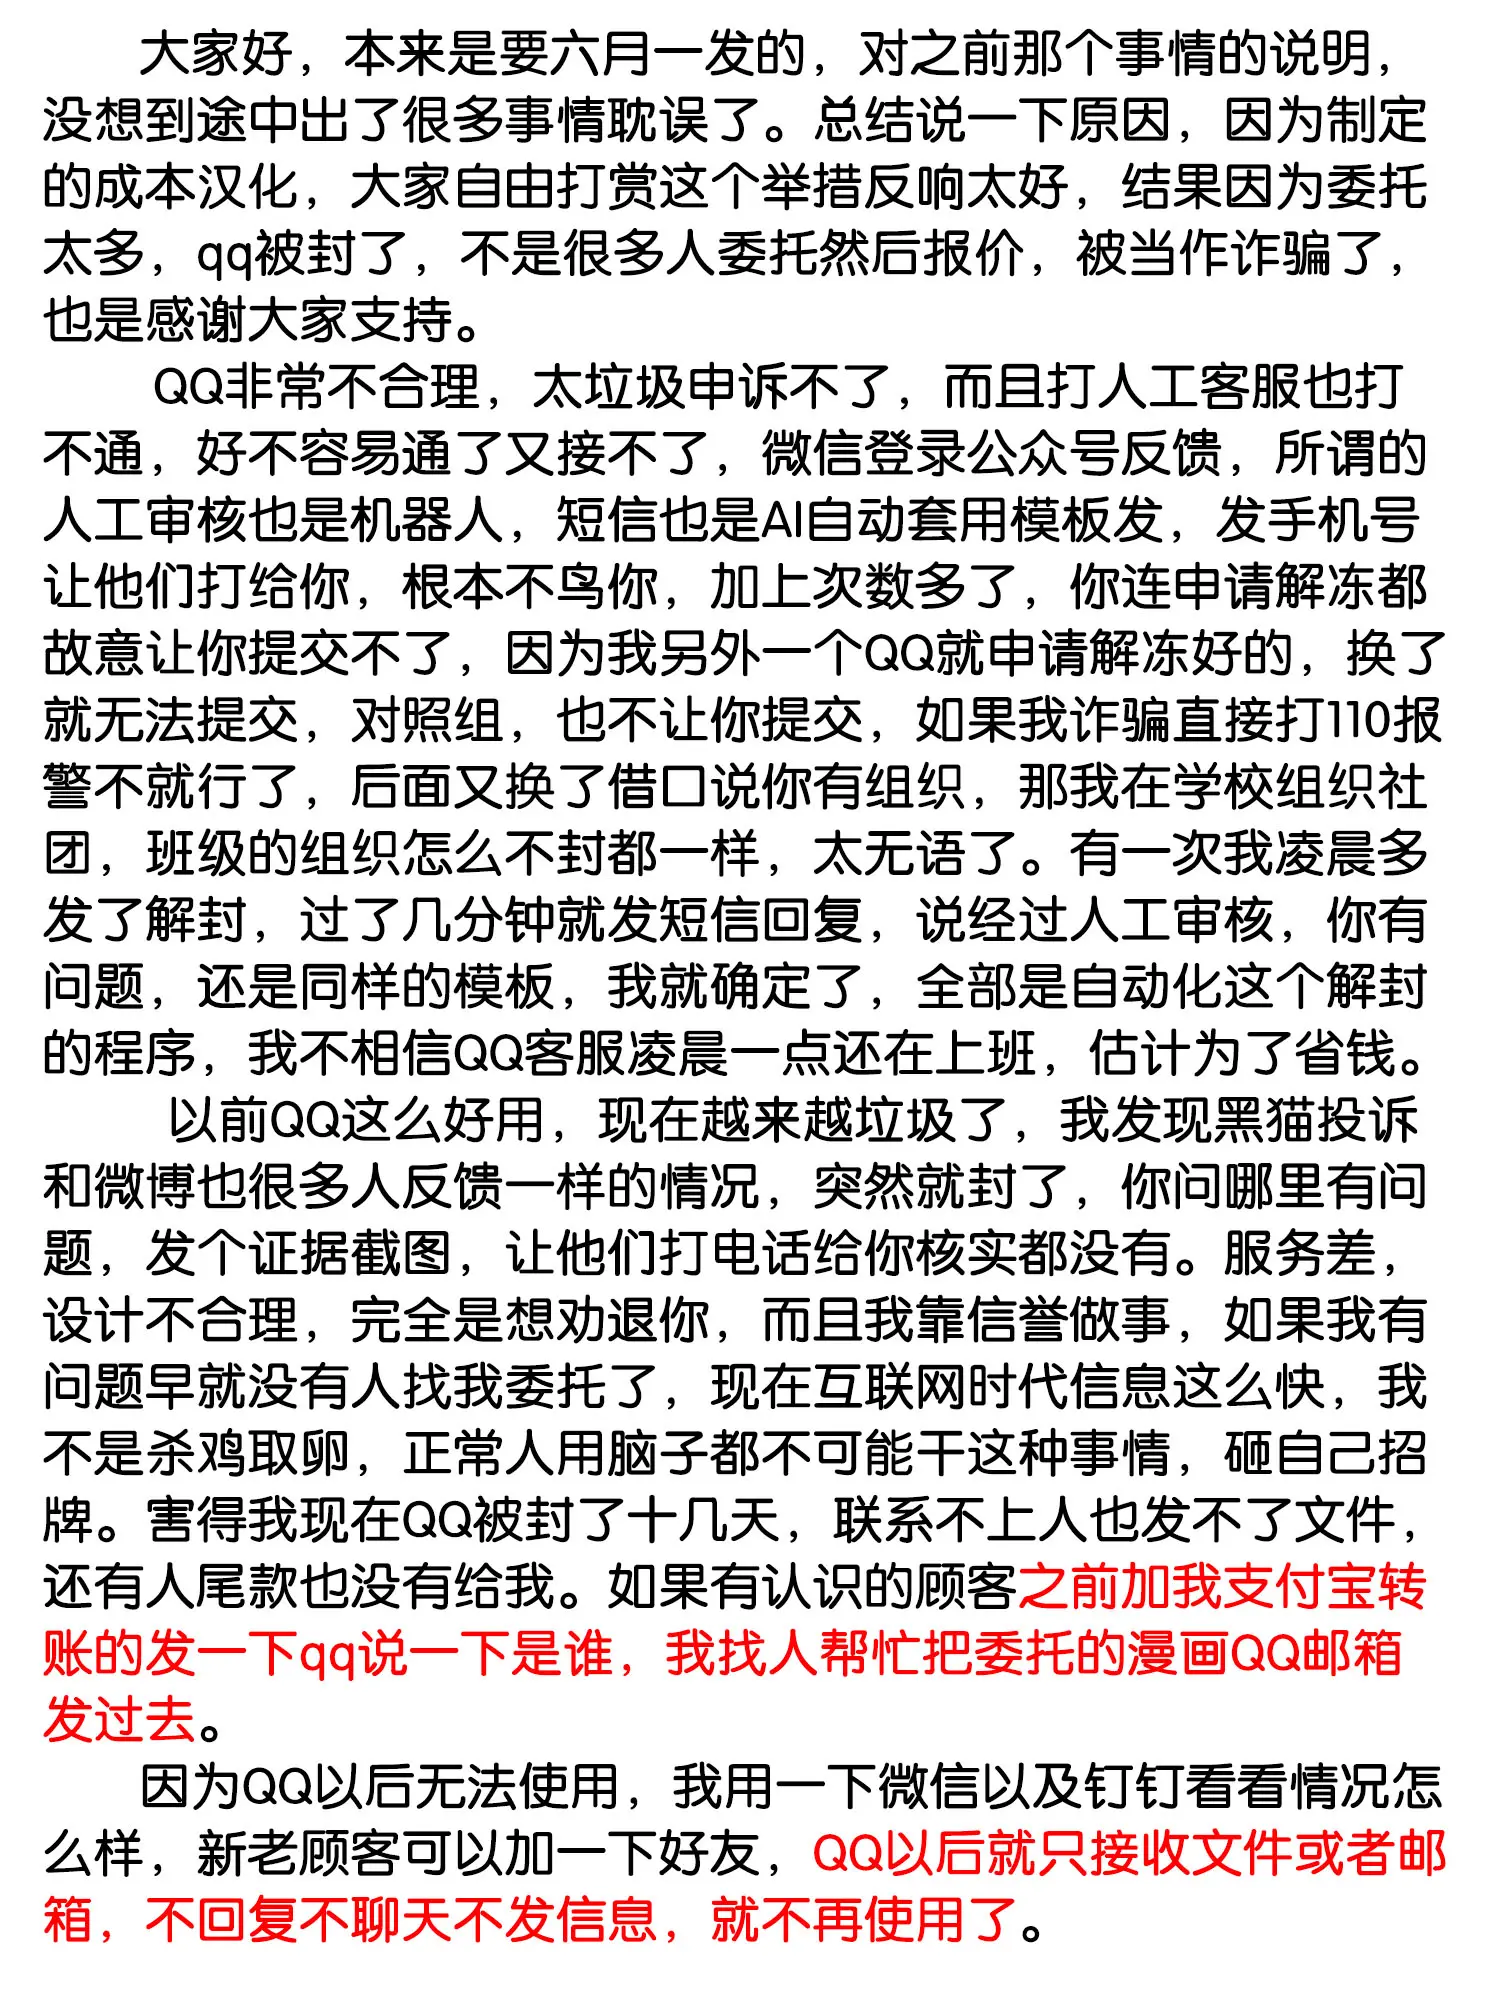 大家好，本来是要六月一发的，对之前那个事情的说明，
没想到途中出了很多事情耽误了。总结说一下原因，因为制定
的成本汉化，大家自由打赏这个举措反响太好，结果因为委托
太多，qq被封了，不是很多人委托然后报价，被当作诈骗了，
也是感谢大家支持。
QQ非常不合理，太垃圾申诉不了，而且打人工客服也打
不通，好不容易通了又接不了，微信登录公众号反馈，所谓的
人工审核也是机器人，短信也是AI自动套用模板发，发手机号
让他们打给你，根本不鸟你，加上次数多了，你连申请解冻都
故意让你提交不了，因为我另外一个QQ就申请解冻好的，换了
就无法提交，对照组，也不让你提交，如果我诈骗直接打110报
警不就行了，后面又换了借口说你有组织，那我在学校组织社
团，班级的组织怎么不封都一样，太无语了。有一次我凌晨多
发了解封，过了几分钟就发短信回复，说经过人工审核，你有
问题，还是同样的模板，我就确定了，全部是自动化这个解封
的程序，我不相信QQ客服凌晨一点还在上班，估计为了省钱。
以前QQ这么好用，现在越来越垃圾了，我发现黑猫投诉
和微博也很多人反馈一样的情况，突然就封了，你问哪里有问
题，发个证据截图，让他们打电话给你核实都没有。服务差，
设计不合理，完全是想劝退你，而且我靠信誉做事，如果我有
问题早就没有人找我委托了，现在互联网时代信息这么快，我
不是杀鸡取卵，正常人用脑子都不可能干这种事情，砸自己招
牌。害得我现在QQ被封了十几天，联系不上人也发不了文件，
还有人尾款也没有给我。如果有认识的顾客之前加我支付宝转
账的发一下qq说一下是谁，我找人帮忙把委托的漫画QQ邮箱
发过去。
因为QQ以后无法使用，我用一下微信以及钉钉看看情况怎
么样，新老顾客可以加一下好友，QQ以后就只接收文件或者邮
箱，不回复不聊天不发信息，就不再使用了。